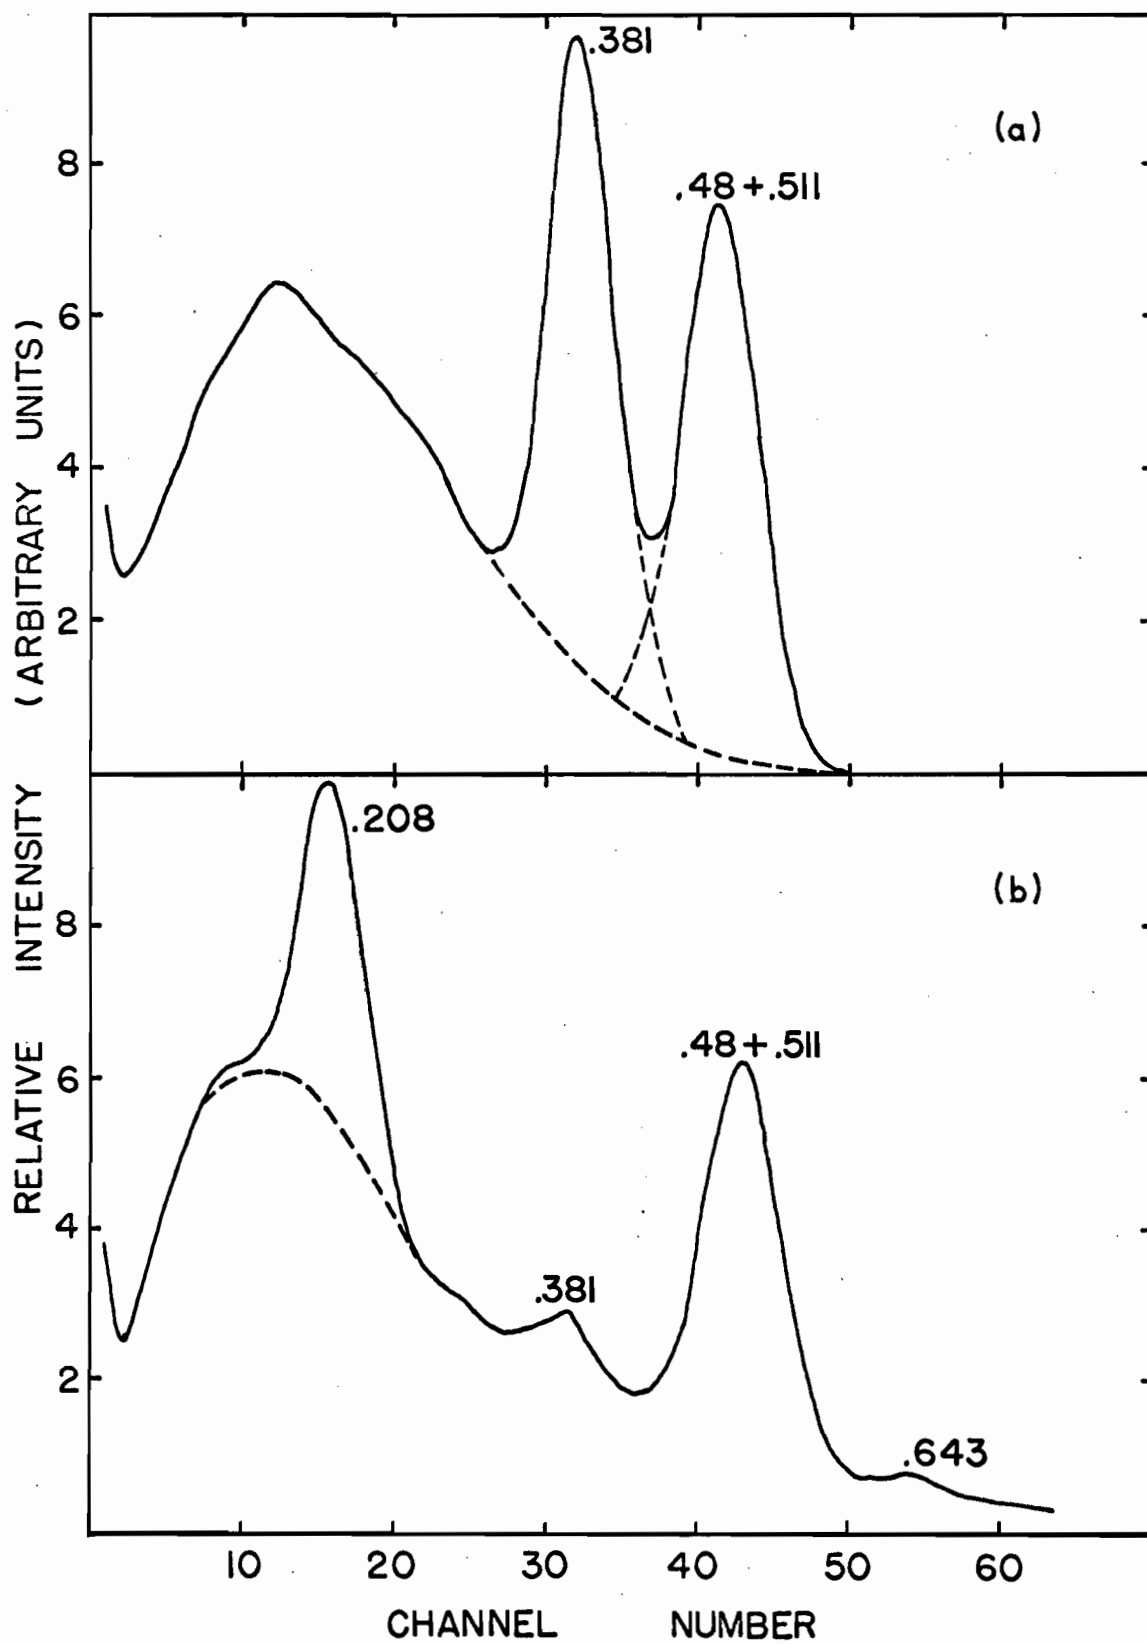 RELATIVE INTENSITY (ARBITRARY UNITS)
.381
(a)
.48+.511
8
6
4
2
.208
(b)
8
.48+.511
6
4
.381
2
.643
10 20 30 40 50 60
CHANNEL NUMBER